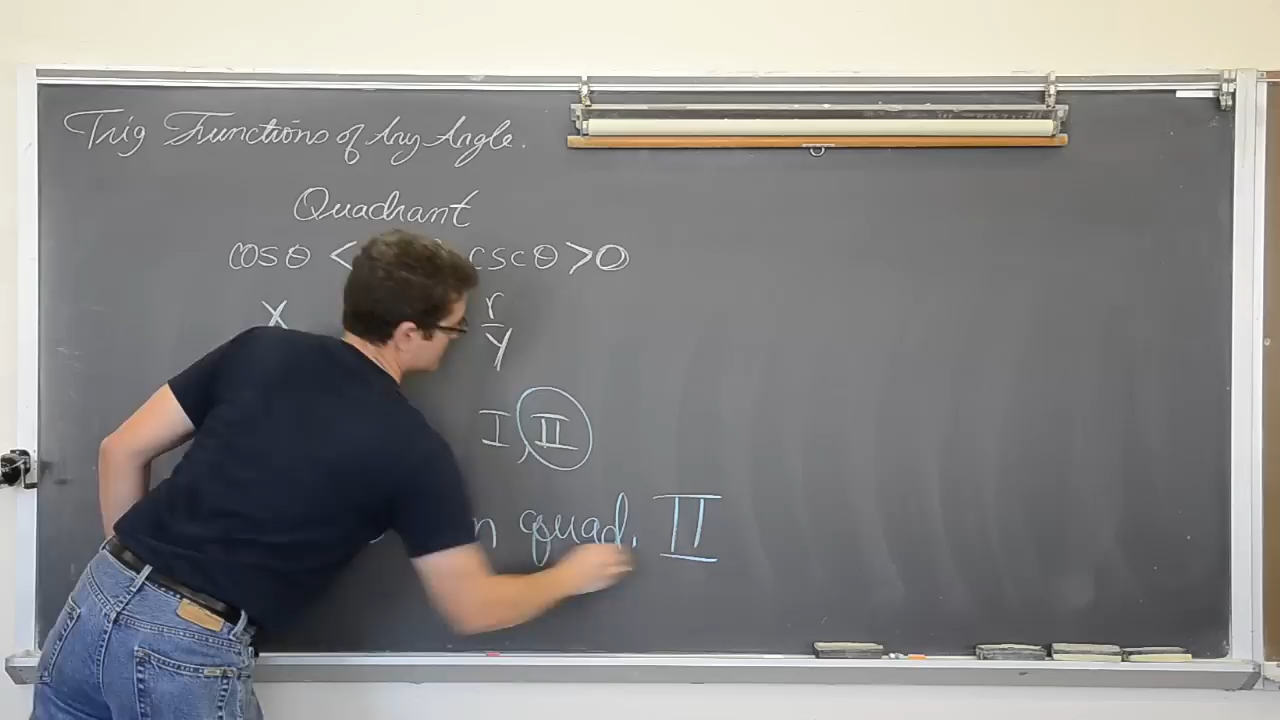 Trig Functions of Any Angle.
Quadrant
cos θ < csc θ > 0
x r
y
I, II
n quad. II